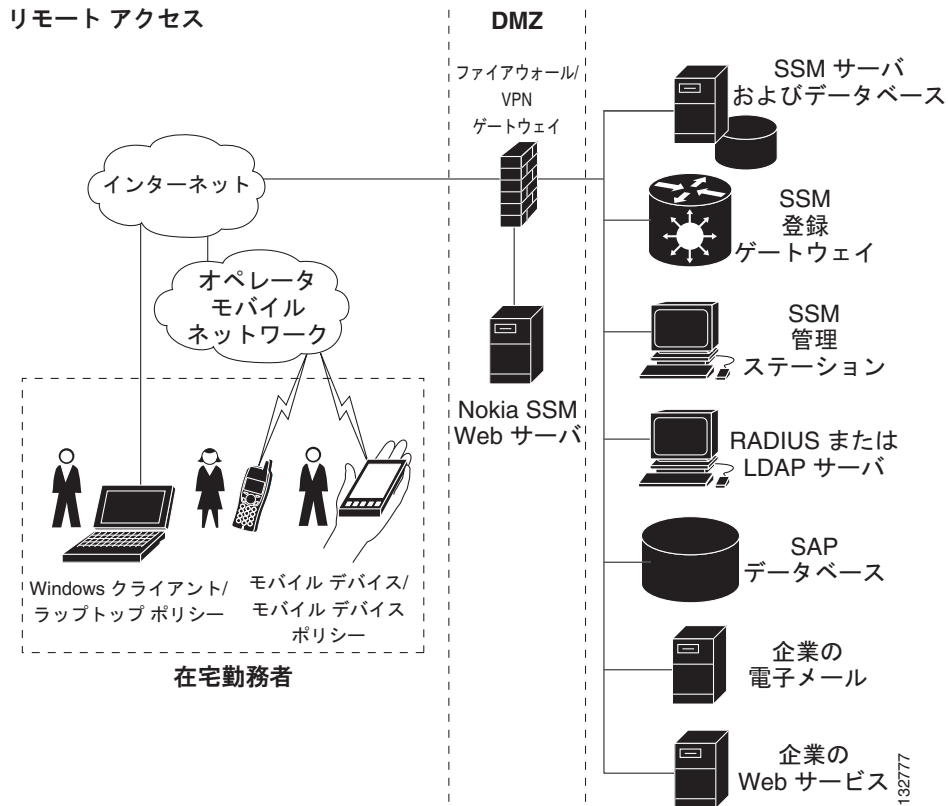 リモート アクセス
DMZ
ファイアウォール/
VPN
ゲートウェイ
SSM サーバ
およびデータベース
インターネット
SSM
登録
ゲートウェイ
オペレータ
モバイル
ネットワーク
SSM
管理
ステーション
Nokia SSM
Web サーバ
RADIUS または
LDAP サーバ
SAP
データベース
Windows クライアント/
ラップトップ ポリシー
モバイル デバイス/
モバイル デバイス
ポリシー
在宅勤務者
企業の
電子メール
企業の
Web サービス
132777